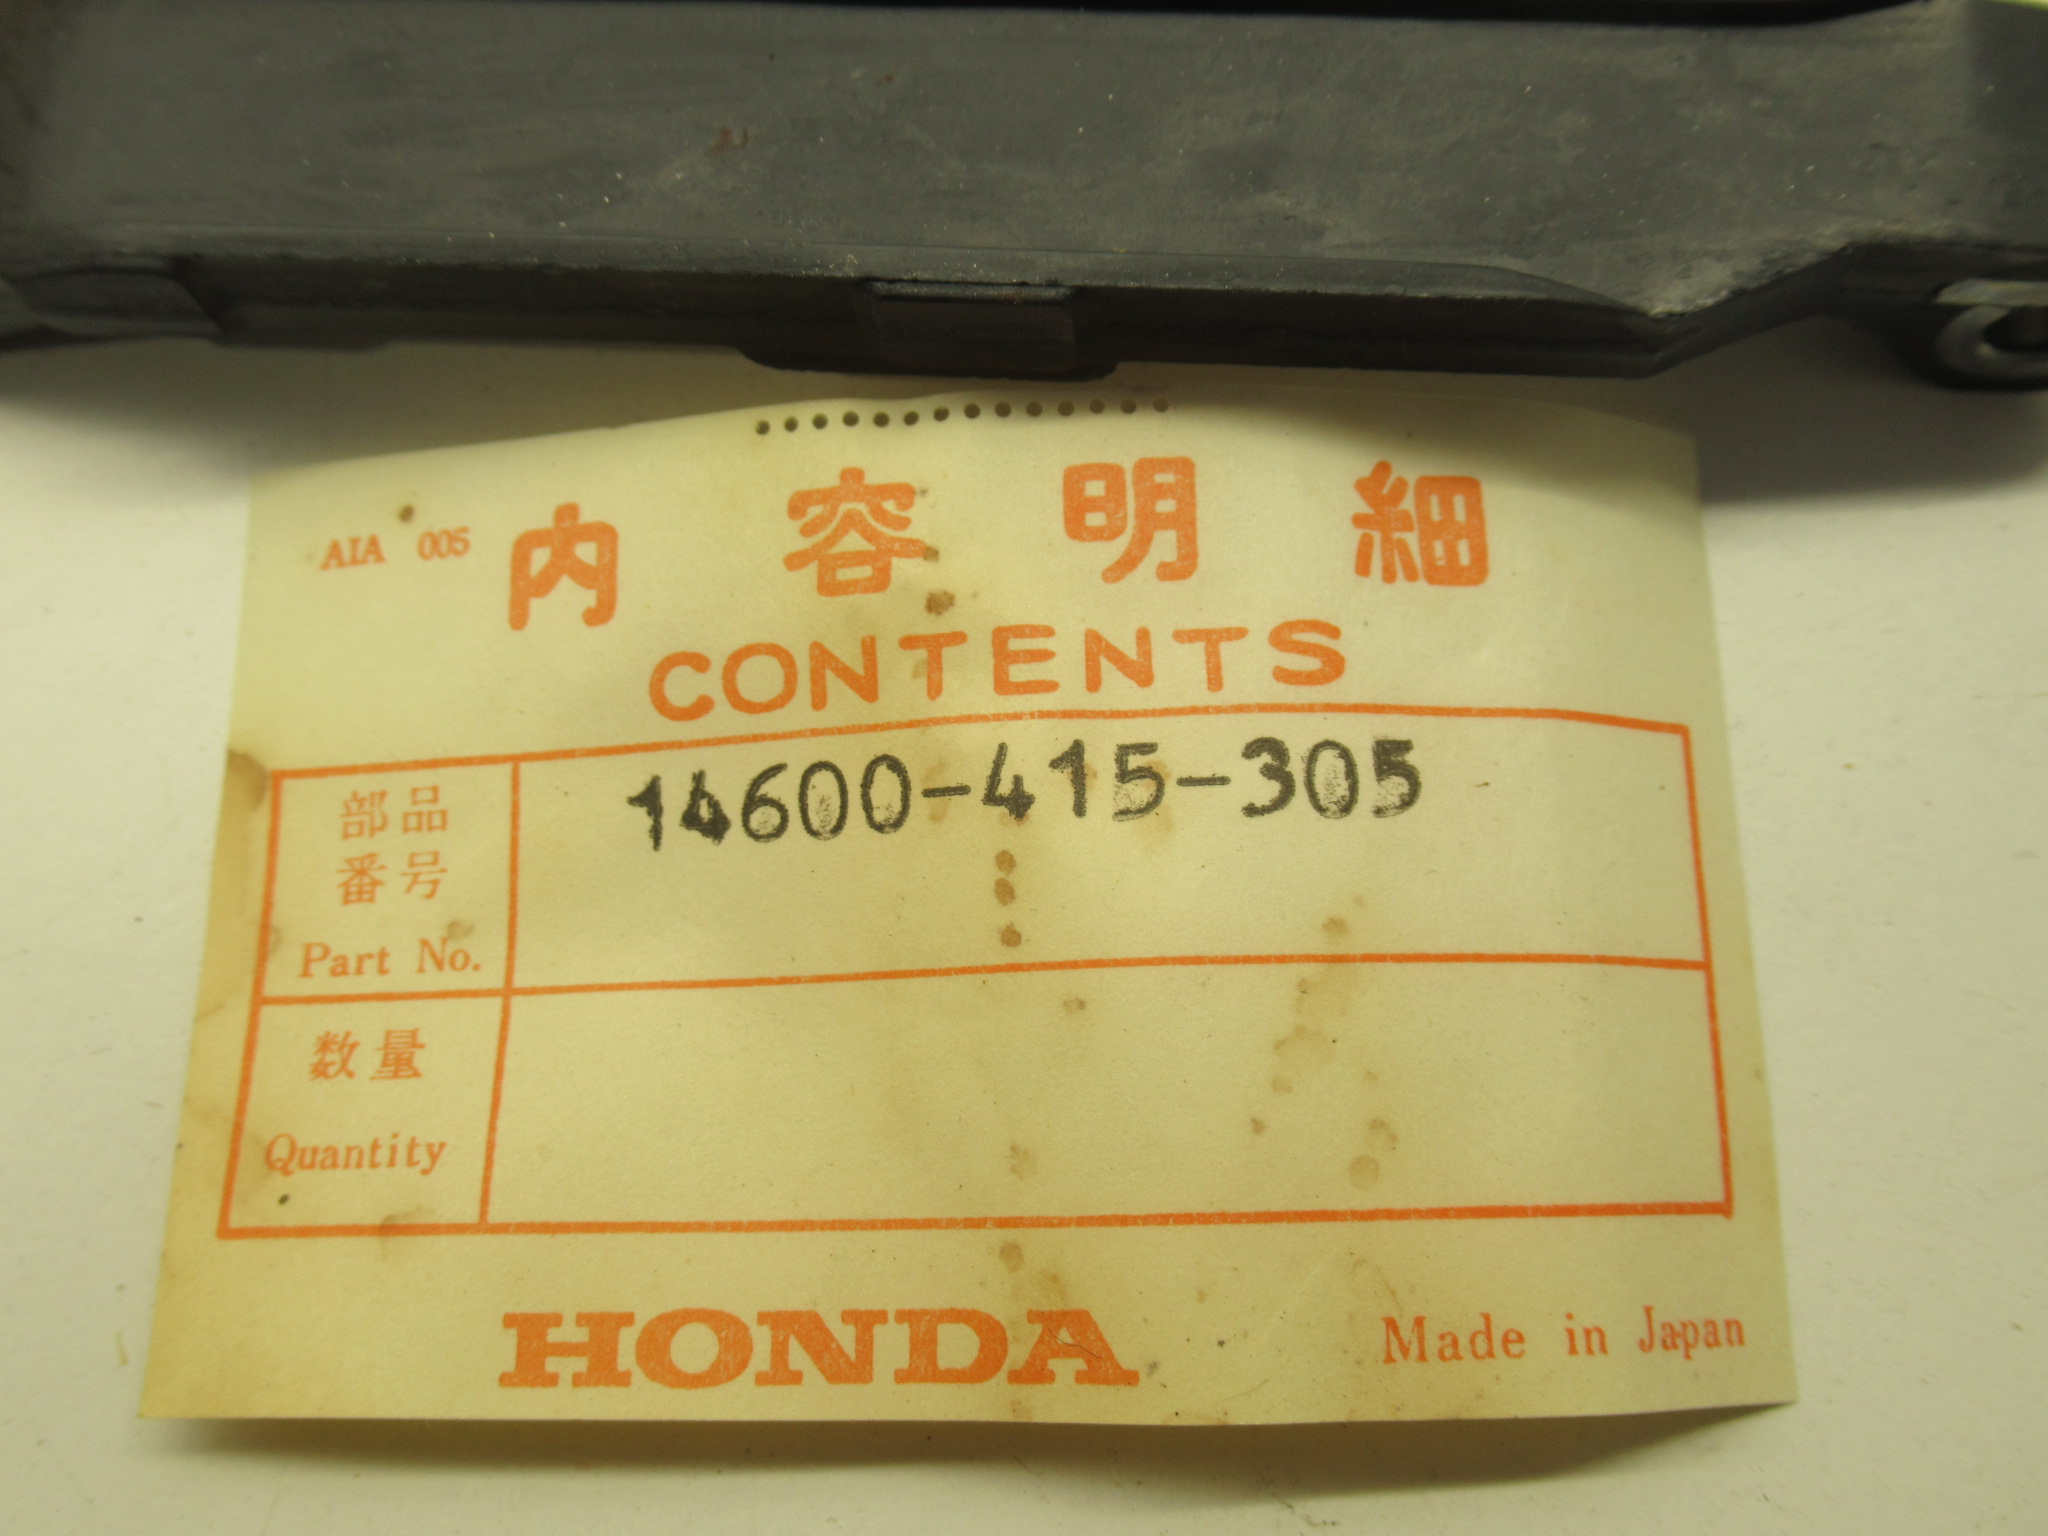 AIA 005
内容明細
CONTENTS
部品
番号
Part No.
14600-415-305
数量
Quantity
HONDA
Made in Japan